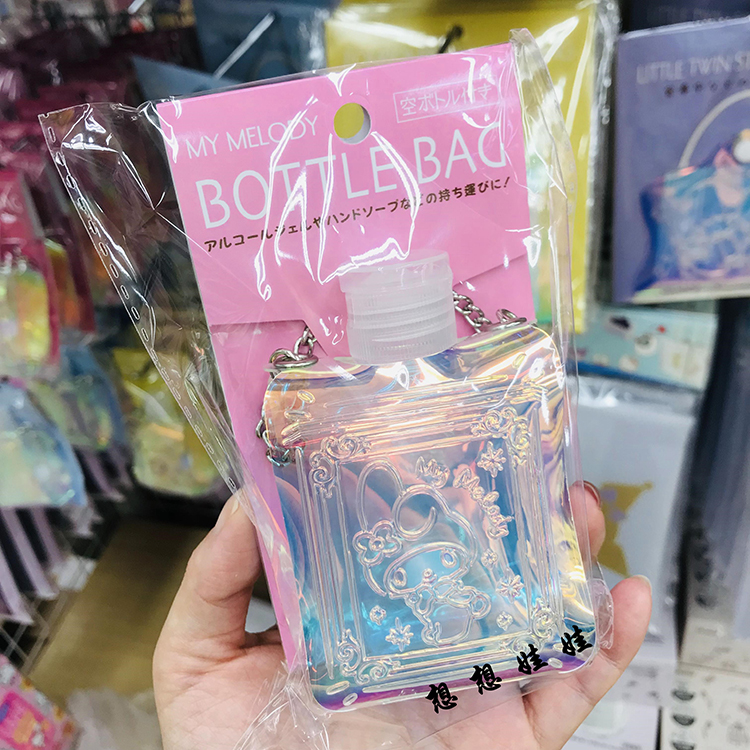 MY MELODY
空ボトル付き
BOTTLE BAG
アルコールジェルやハンドソープなどの持ち運びに!
My Melody
想想娃娃
LITTLE TWIN ST